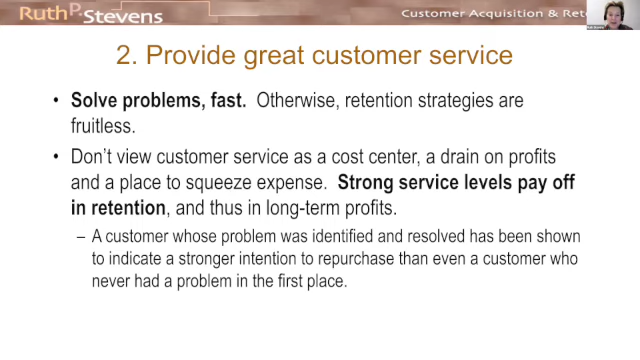 Ruth P. Stevens
Customer Acquisition & Rete
2. Provide great customer service
• Solve problems, fast. Otherwise, retention strategies are
fruitless.
• Don't view customer service as a cost center, a drain on profits
and a place to squeeze expense. Strong service levels pay off
in retention, and thus in long-term profits.
– A customer whose problem was identified and resolved has been shown
to indicate a stronger intention to repurchase than even a customer who
never had a problem in the first place.